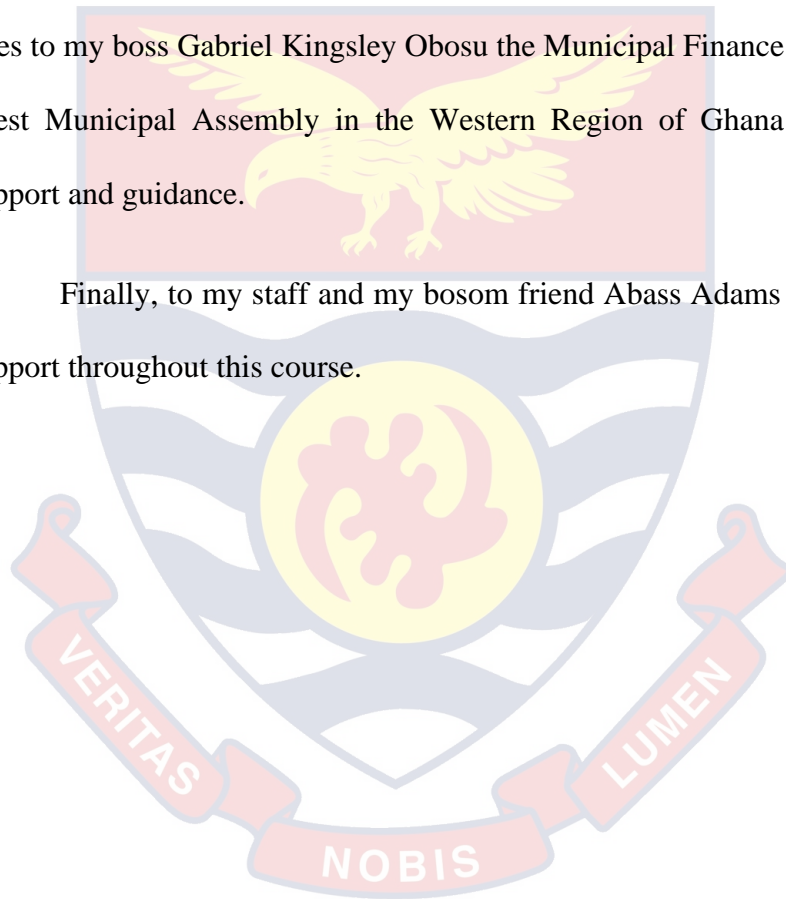 es to my boss Gabriel Kingsley Obosu the Municipal Finance
est Municipal Assembly in the Western Region of Ghana
pport and guidance.
Finally, to my staff and my bosom friend Abass Adams
pport throughout this course.
VERITAS
NOBIS
LUMEN